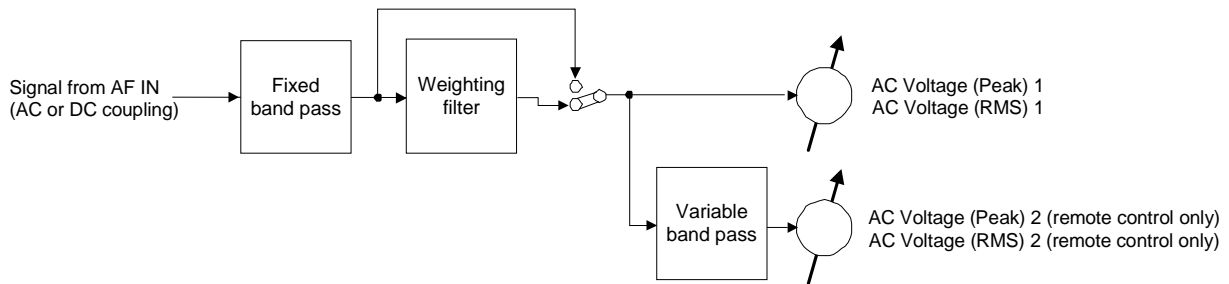 Signal from AF IN
(AC or DC coupling)
Fixed
band pass
Weighting
filter
AC Voltage (Peak) 1
AC Voltage (RMS) 1
Variable
band pass
AC Voltage (Peak) 2 (remote control only)
AC Voltage (RMS) 2 (remote control only)